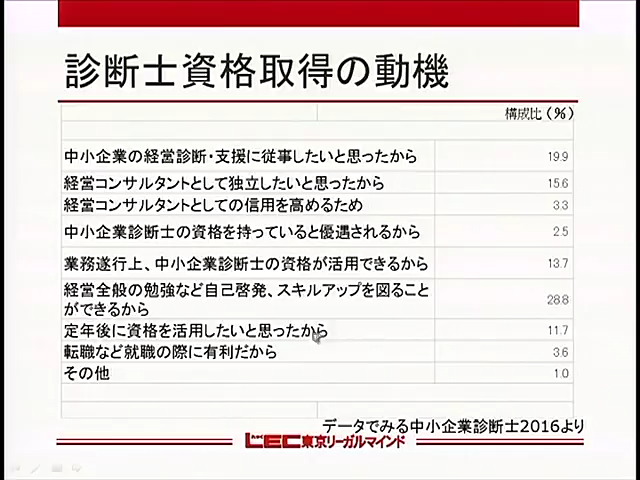 診断士資格取得の動機
構成比（%）
中小企業の経営診断・支援に従事したいと思ったから 19.9
経営コンサルタントとして独立したいと思ったから 15.6
経営コンサルタントとしての信用を高めるため 3.3
中小企業診断士の資格を持っていると優遇されるから 2.5
業務遂行上、中小企業診断士の資格が活用できるから 13.7
経営全般の勉強など自己啓発、スキルアップを図ること
ができるから 28.8
定年後に資格を活用したいと思ったから 11.7
転職など就職の際に有利だから 3.6
その他 1.0
データでみる中小企業診断士2016より
LEC東京リーガルマインド